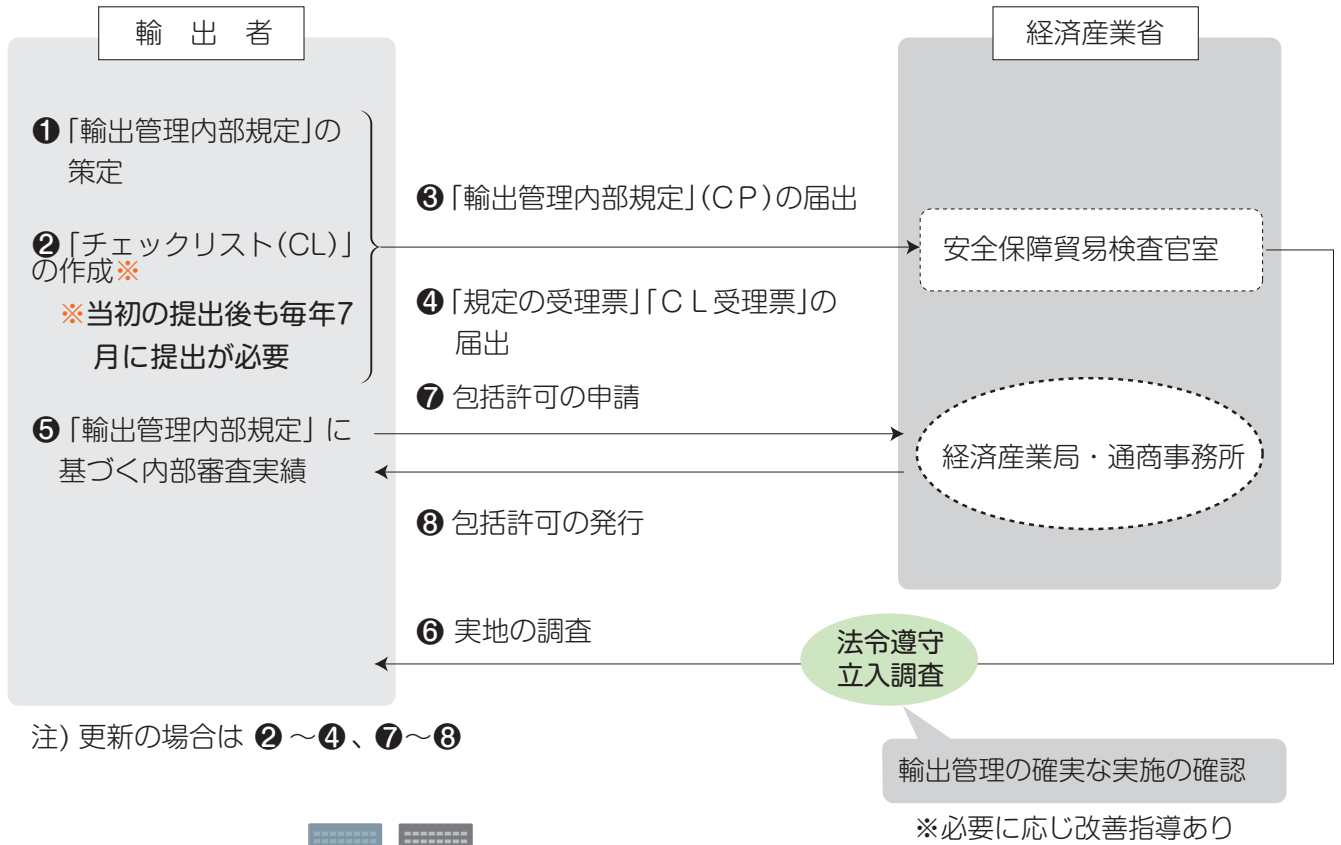 輸　出　者
経済産業省
❶「輸出管理内部規定」の
策定
❷「チェックリスト(CL)」
の作成※
※当初の提出後も毎年7
月に提出が必要
❸「輸出管理内部規定」(CP)の届出
安全保障貿易検査官室
❹「規定の受理票」「CL受理票」の
届出
❼ 包括許可の申請
❺「輸出管理内部規定」に
基づく内部審査実績
経済産業局・通商事務所
❽ 包括許可の発行
❻ 実地の調査
法令遵守
立入調査
注) 更新の場合は ❷～❹、❼～❽
輸出管理の確実な実施の確認
※必要に応じ改善指導あり